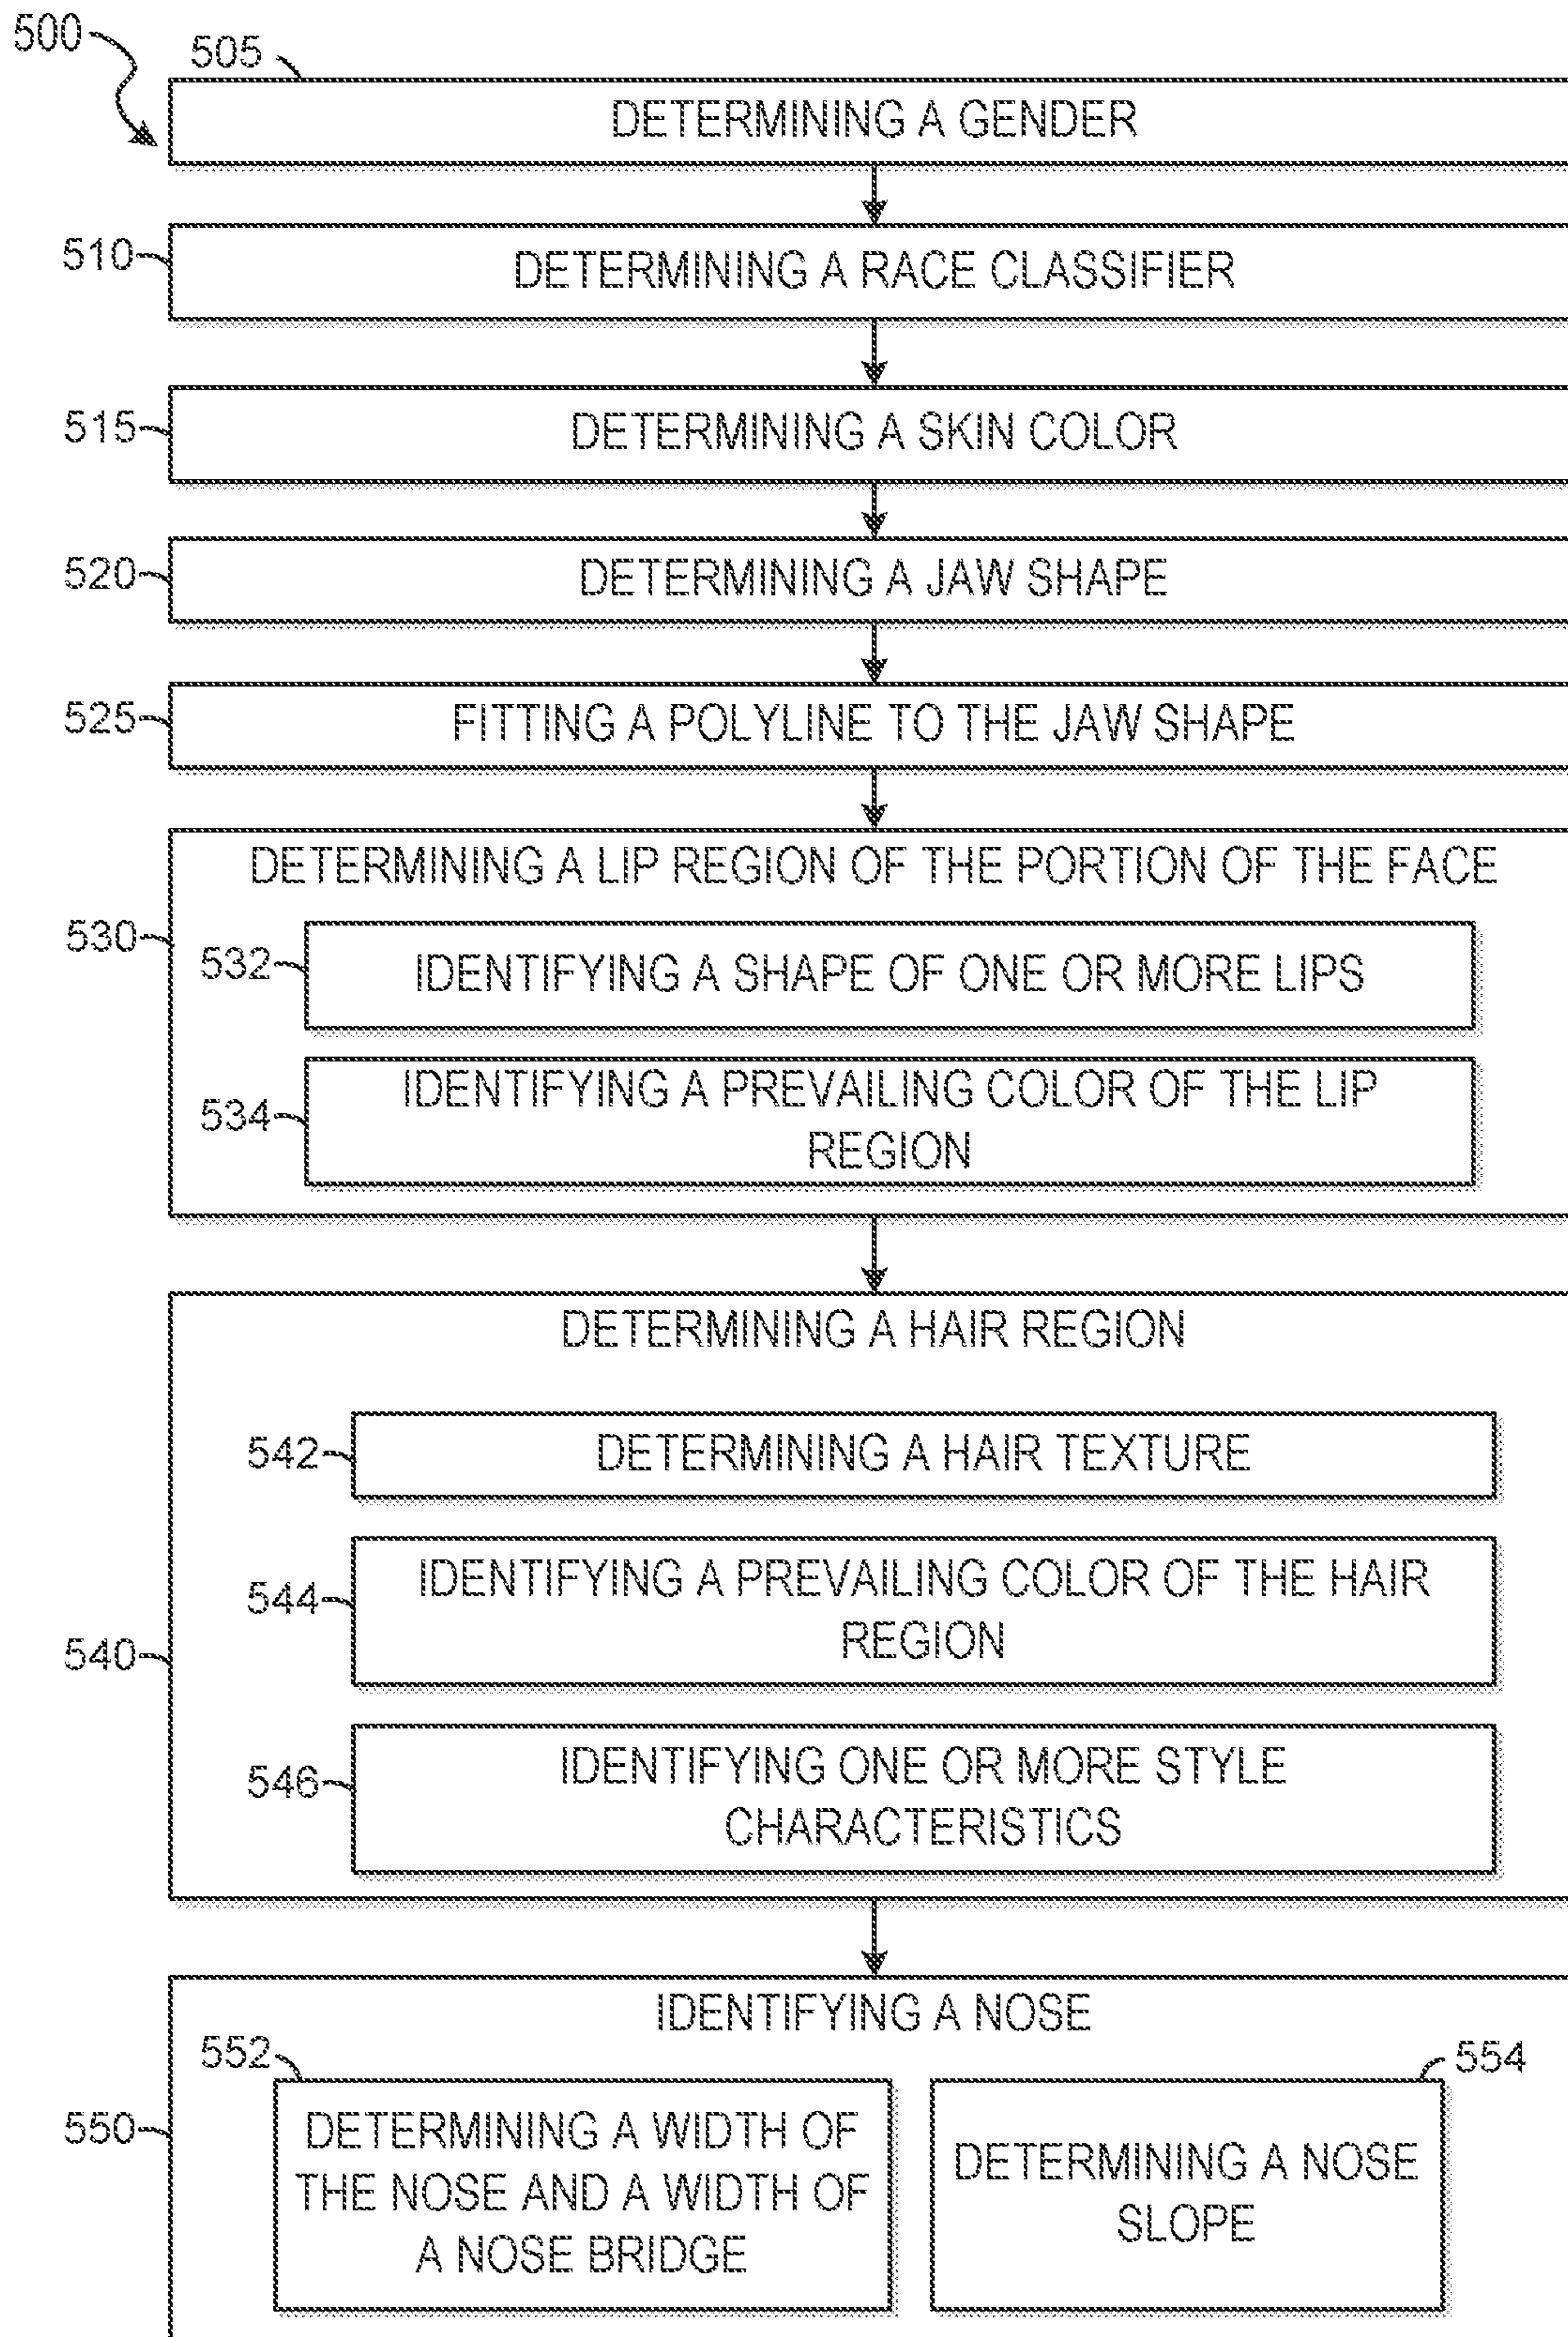 500
505
DETERMINING A GENDER
510
DETERMINING A RACE CLASSIFIER
515
DETERMINING A SKIN COLOR
520
DETERMINING A JAW SHAPE
525
FITTING A POLYLINE TO THE JAW SHAPE
DETERMINING A LIP REGION OF THE PORTION OF THE FACE
530
532
IDENTIFYING A SHAPE OF ONE OR MORE LIPS
534
IDENTIFYING A PREVAILING COLOR OF THE LIP
REGION
DETERMINING A HAIR REGION
542
DETERMINING A HAIR TEXTURE
544
IDENTIFYING A PREVAILING COLOR OF THE HAIR
REGION
540
546
IDENTIFYING ONE OR MORE STYLE
CHARACTERISTICS
IDENTIFYING A NOSE
552
554
550
DETERMINING A WIDTH OF
THE NOSE AND A WIDTH OF
A NOSE BRIDGE
DETERMINING A NOSE
SLOPE